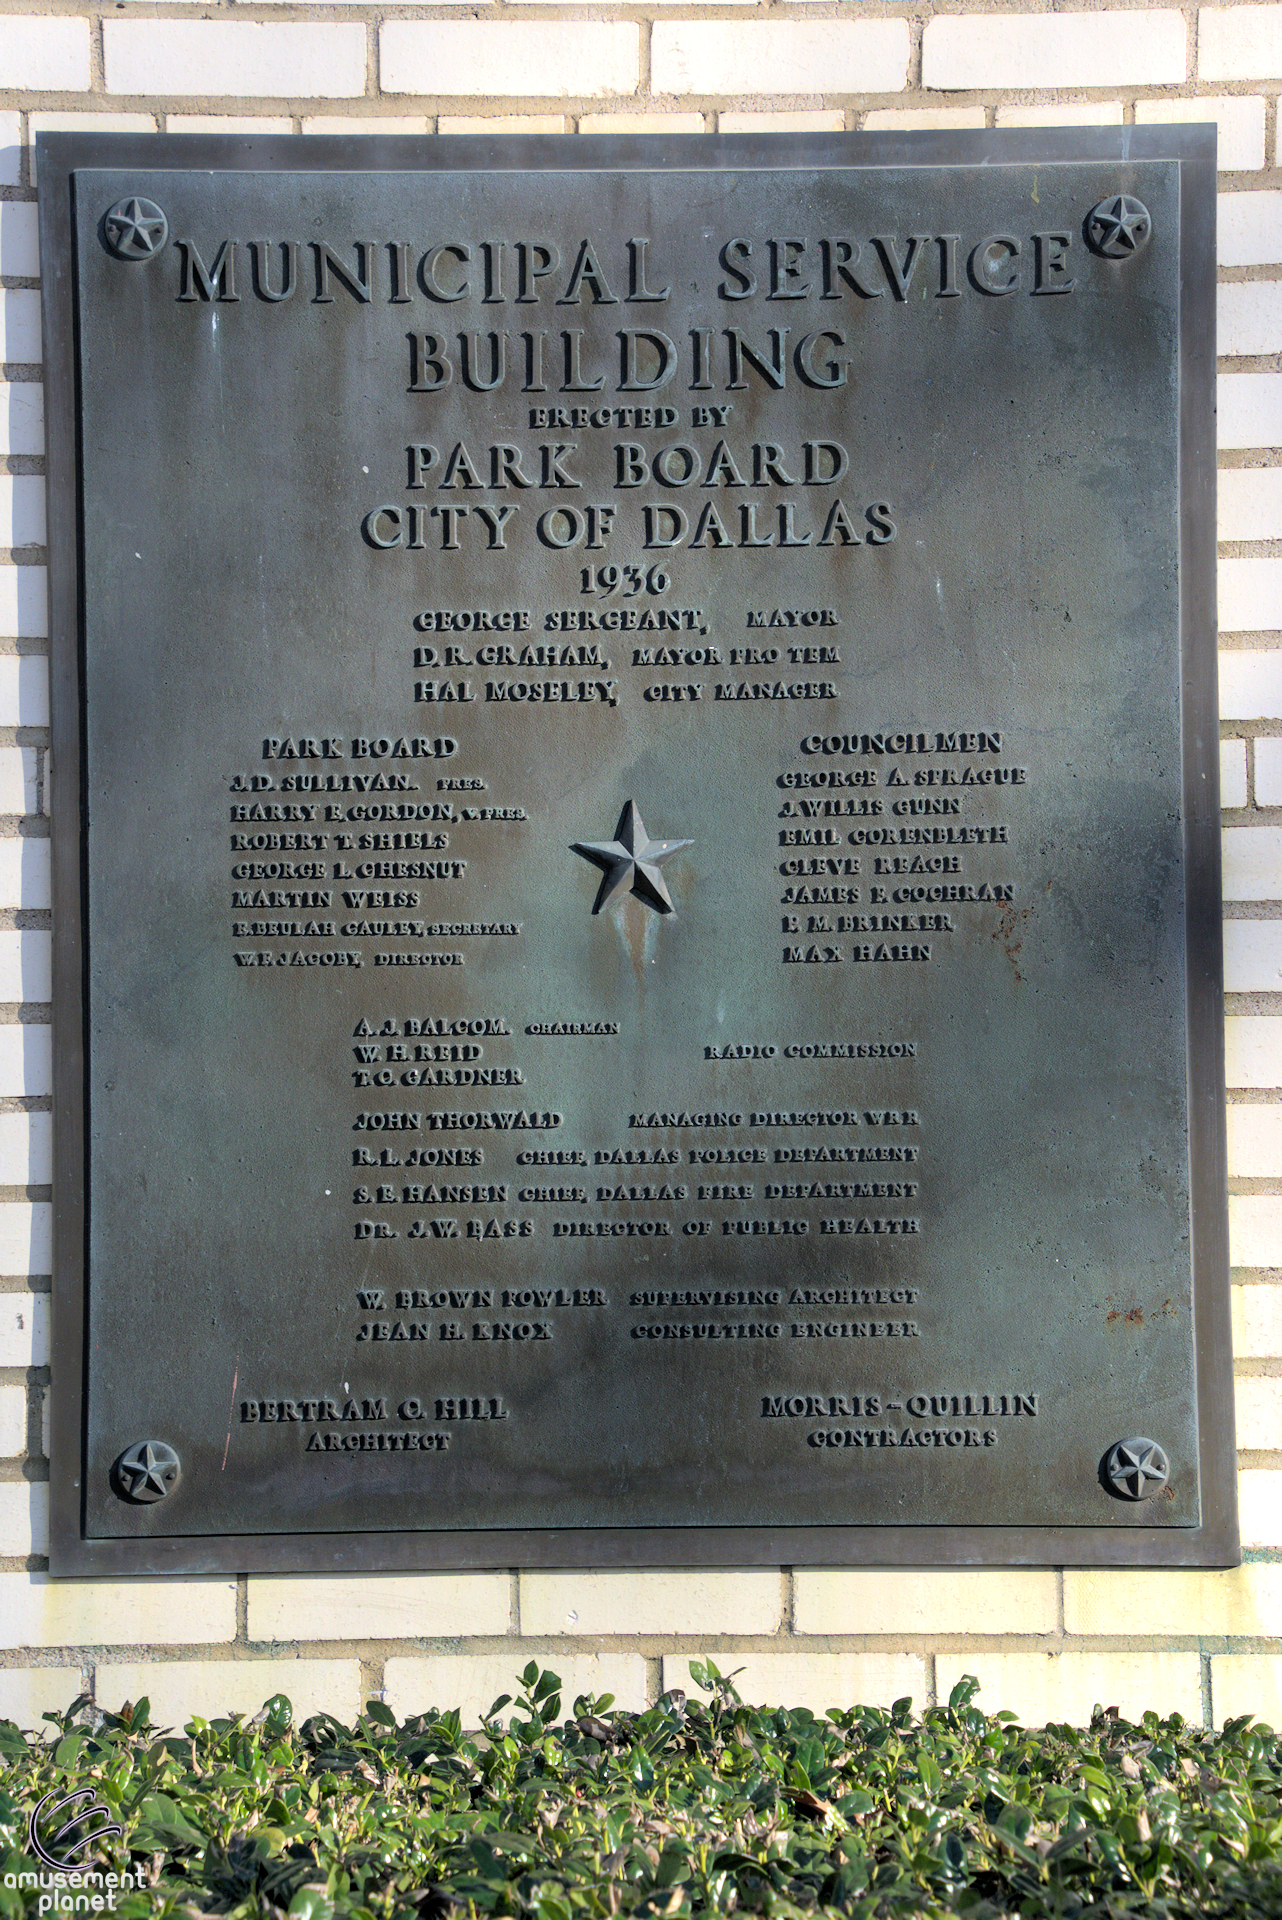 MUNICIPAL SERVICE
BUILDING
ERECTED BY
PARK BOARD
CITY OF DALLAS
1936
GEORGE SERGEANT, MAYOR
D.R. GRAHAM, MAYOR PRO TEM
HAL MOSELEY, CITY MANAGER
PARK BOARD
J.D. SULLIVAN. PRES.
HARRY E. GORDON, V. PRES.
ROBERT T. SHIELS
GEORGE L. CHESNUT
MARTIN WEISS
E. BEULAH CAULEY, SECRETARY
W.F. JACOBY, DIRECTOR
COUNCILMEN
GEORGE A. SPRAGUE
J. WILLIS GUNN
EMIL CORENBLETH
CLEVE REACH
JAMES F. COCHRAN
F. M. BRINKER,
MAX HAHN
A. J. BALCOM. CHAIRMAN
W. H. REID
T. C. GARDNER
RADIO COMMISSION
JOHN THORWALD MANAGING DIRECTOR WRR
R. L. JONES CHIEF, DALLAS POLICE DEPARTMENT
S. E. HANSEN CHIEF, DALLAS FIRE DEPARTMENT
DR. J.W. BASS DIRECTOR OF PUBLIC HEALTH
W. BROWN FOWLER SUPERVISING ARCHITECT
JEAN H. KNOX CONSULTING ENGINEER
BERTRAM C. HILL
ARCHITECT
MORRIS-QUILLIN
CONTRACTORS
amusement
planet